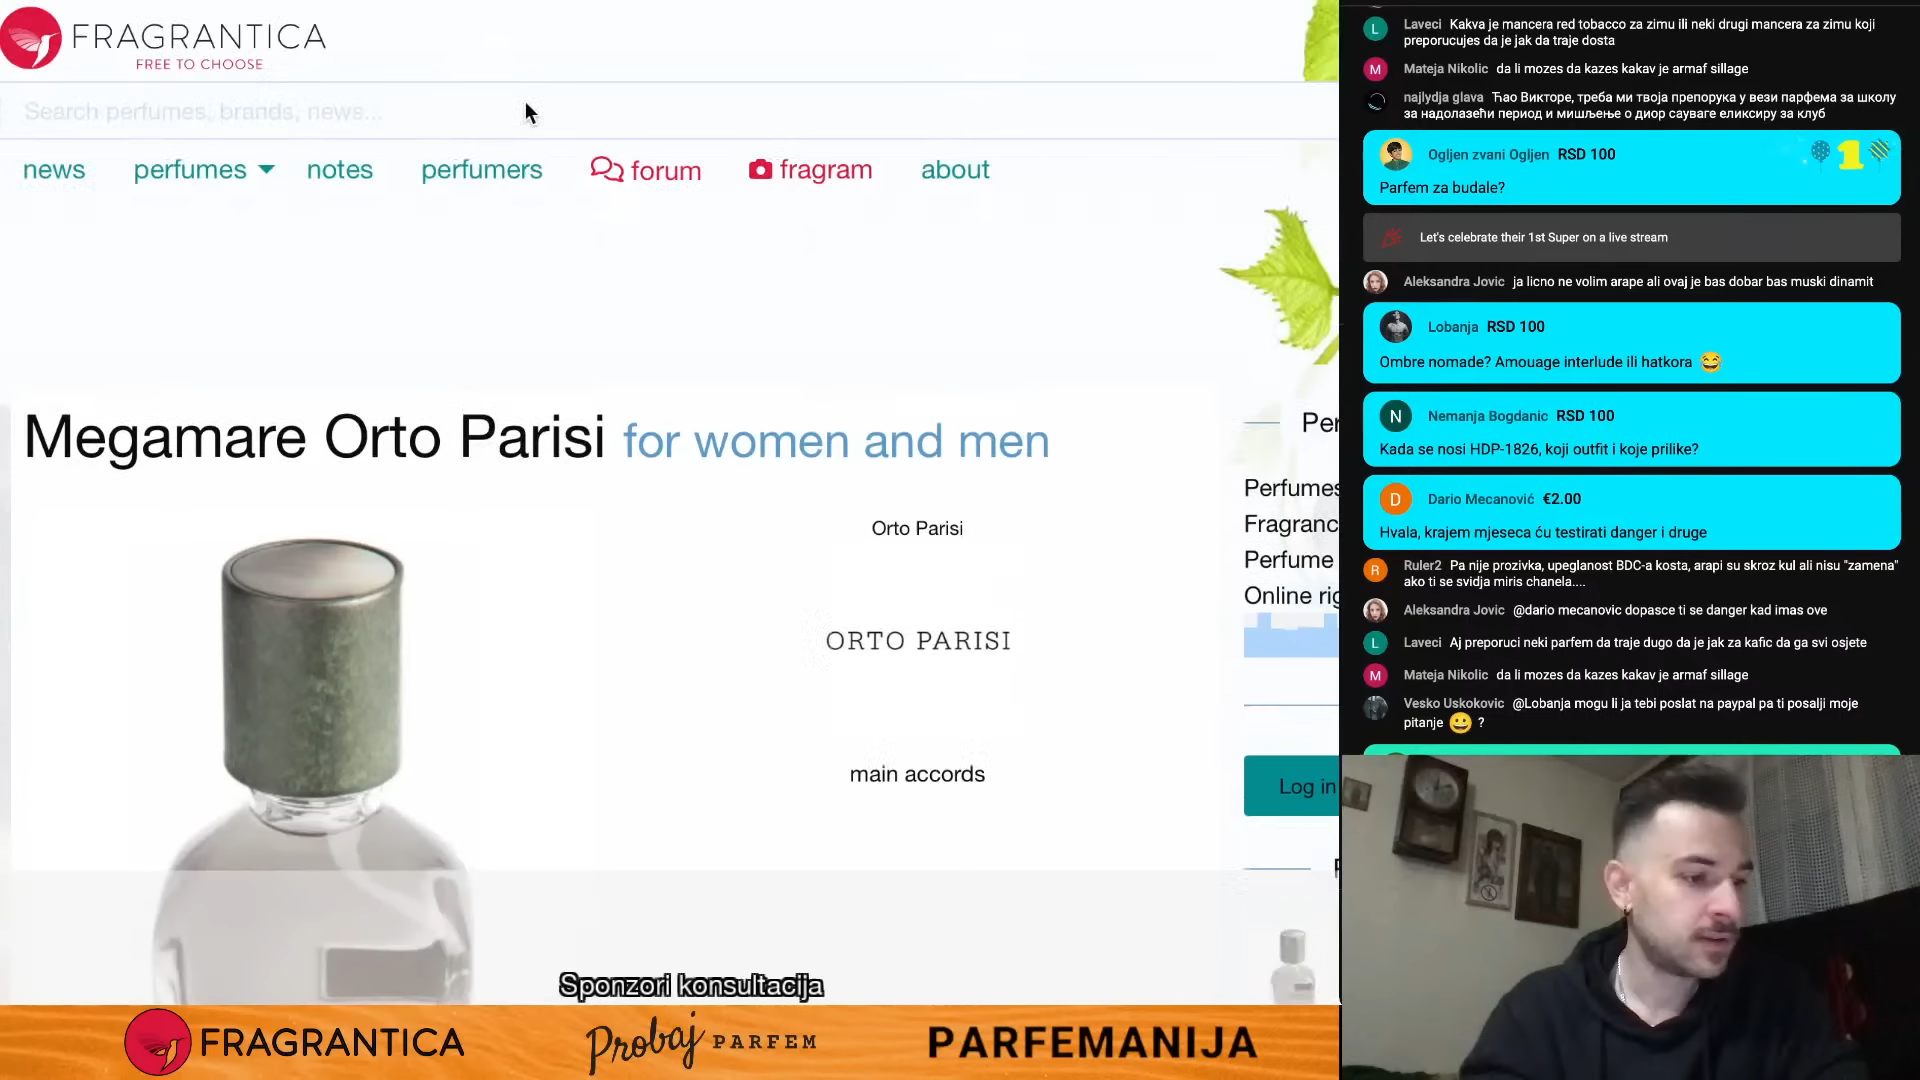 FRAGRANTICA
FREE TO CHOOSE
Search perfumes, brands, news...
news perfumes notes perfumers forum fragram about
Megamare Orto Parisi for women and men
Orto Parisi
ORTO PARISI
main accords
Perfumes
Perfume
Online
Log in
Sponzori konsultacija
FRAGRANTICA
Probaj PARFEM
PARFEMANIJA
L Laveci Kakva je mancera red tobacco za zimu ili neki drugi mancera za zimu koji
preporucujes da je jak da traje dosta
M Mateja Nikolic da li mozes da kazes kakav je armaf sillage
najlydja glava Ћао Викторе, треба ми твоја препорука у вези парфема за школу
за надолазећи период и мишљење о диор сауваге еликсиру за клуб
Ogljen zvani Ogljen RSD 100 1
Parfem za budale?
Let's celebrate their 1st Super on a live stream
Aleksandra Jovic ja licno ne volim arape ali ovaj je bas dobar bas muski dinamit
Lobanja RSD 100
Ombre nomade? Amouage interlude ili hatkora 😂
N Nemanja Bogdanic RSD 100
Kada se nosi HDP-1826, koji outfit i koje prilike?
D Dario Mecanović €2.00
Hvala, krajem mjeseca ću testirati danger i druge
R Ruler2 Pa nije prozivka, upeglanost BDC-a kosta, arapi su skroz kul ali nisu "zamena"
ako ti se svidja miris chanela....
Aleksandra Jovic @dario mecanovic dopasce ti se danger kad imas ove
L Laveci Aj preporuci neki parfem da traje dugo da je jak za kafic da ga svi osjete
M Mateja Nikolic da li mozes da kazes kakav je armaf sillage
Vesko Uskokovic @Lobanja mogu li ja tebi poslat na paypal pa ti posalji moje
pitanje 😀 ?